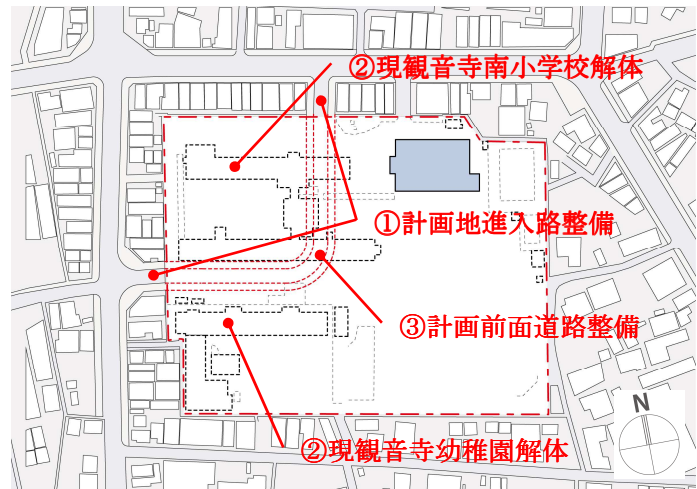 ②現観音寺南小学校解体
①計画地進入路整備
③計画前面道路整備
N
②現観音寺幼稚園解体